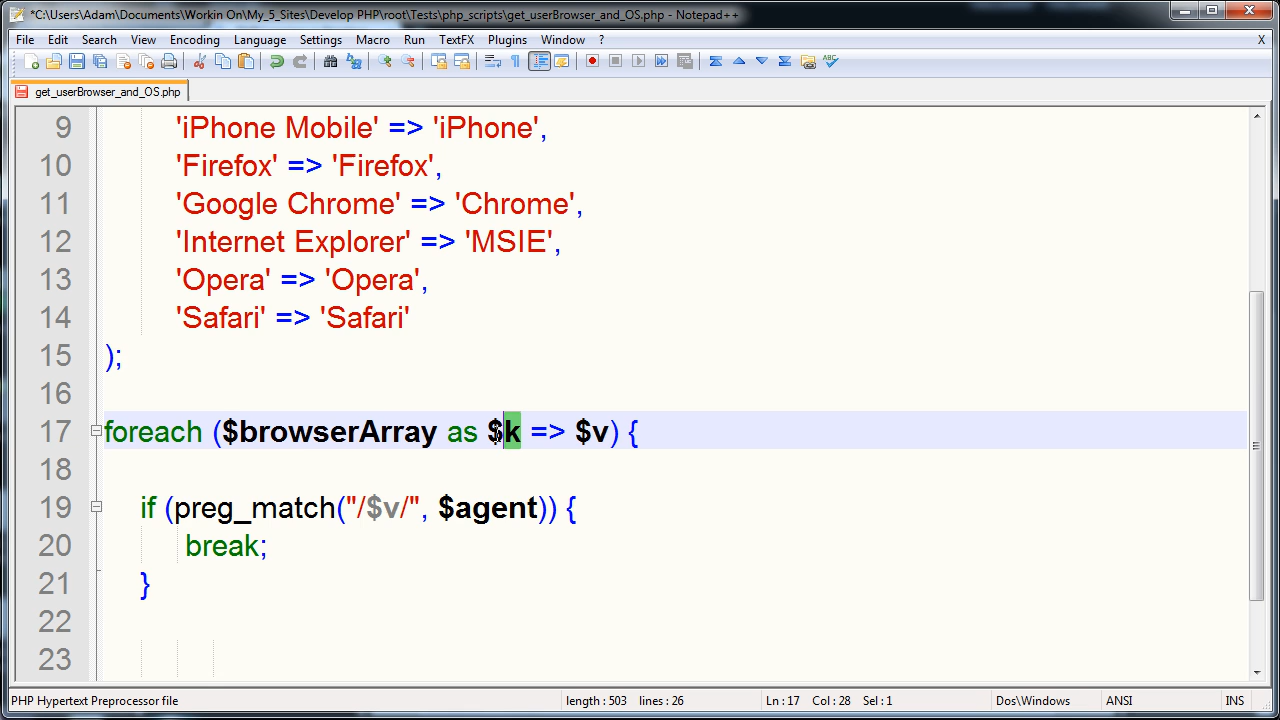 *C:\Users\Adam\Documents\Workin On\My_5_Sites\Develop PHP\root\Tests\php_scripts\get_userBrowser_and_OS.php - Notepad++
File Edit Search View Encoding Language Settings Macro Run TextFX Plugins Window ? X
get_userBrowser_and_OS.php
9 'iPhone Mobile' => 'iPhone',
10 'Firefox' => 'Firefox',
11 'Google Chrome' => 'Chrome',
12 'Internet Explorer' => 'MSIE',
13 'Opera' => 'Opera',
14 'Safari' => 'Safari'
15 );
16
17 foreach ($browserArray as $k => $v) {
18
19 if (preg_match("/$v/", $agent)) {
20 break;
21 }
22
23
PHP Hypertext Preprocessor file length : 503 lines : 26 Ln : 17 Col : 28 Sel : 1 Dos\Windows ANSI INS